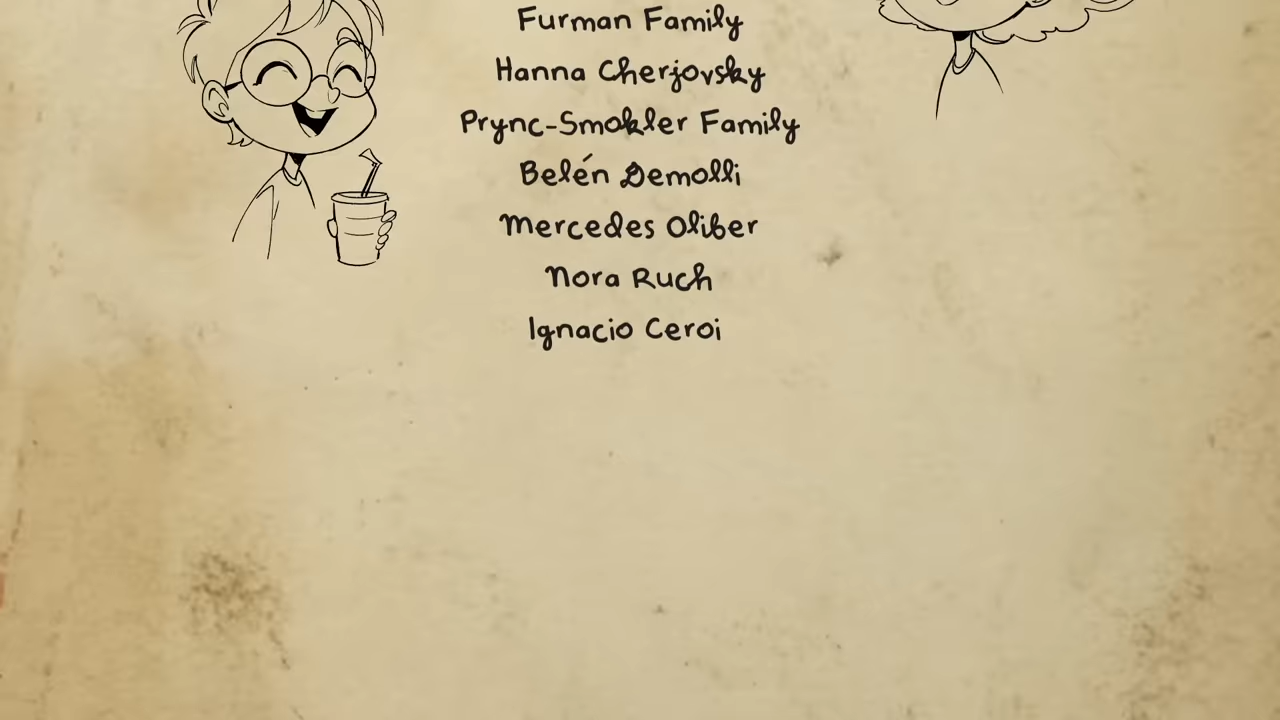 Furman Family
Hanna Cherjovsky
Prync-Smokler Family
Belén Demolli
Mercedes Oliber
Nora Ruch
Ignacio Ceroi